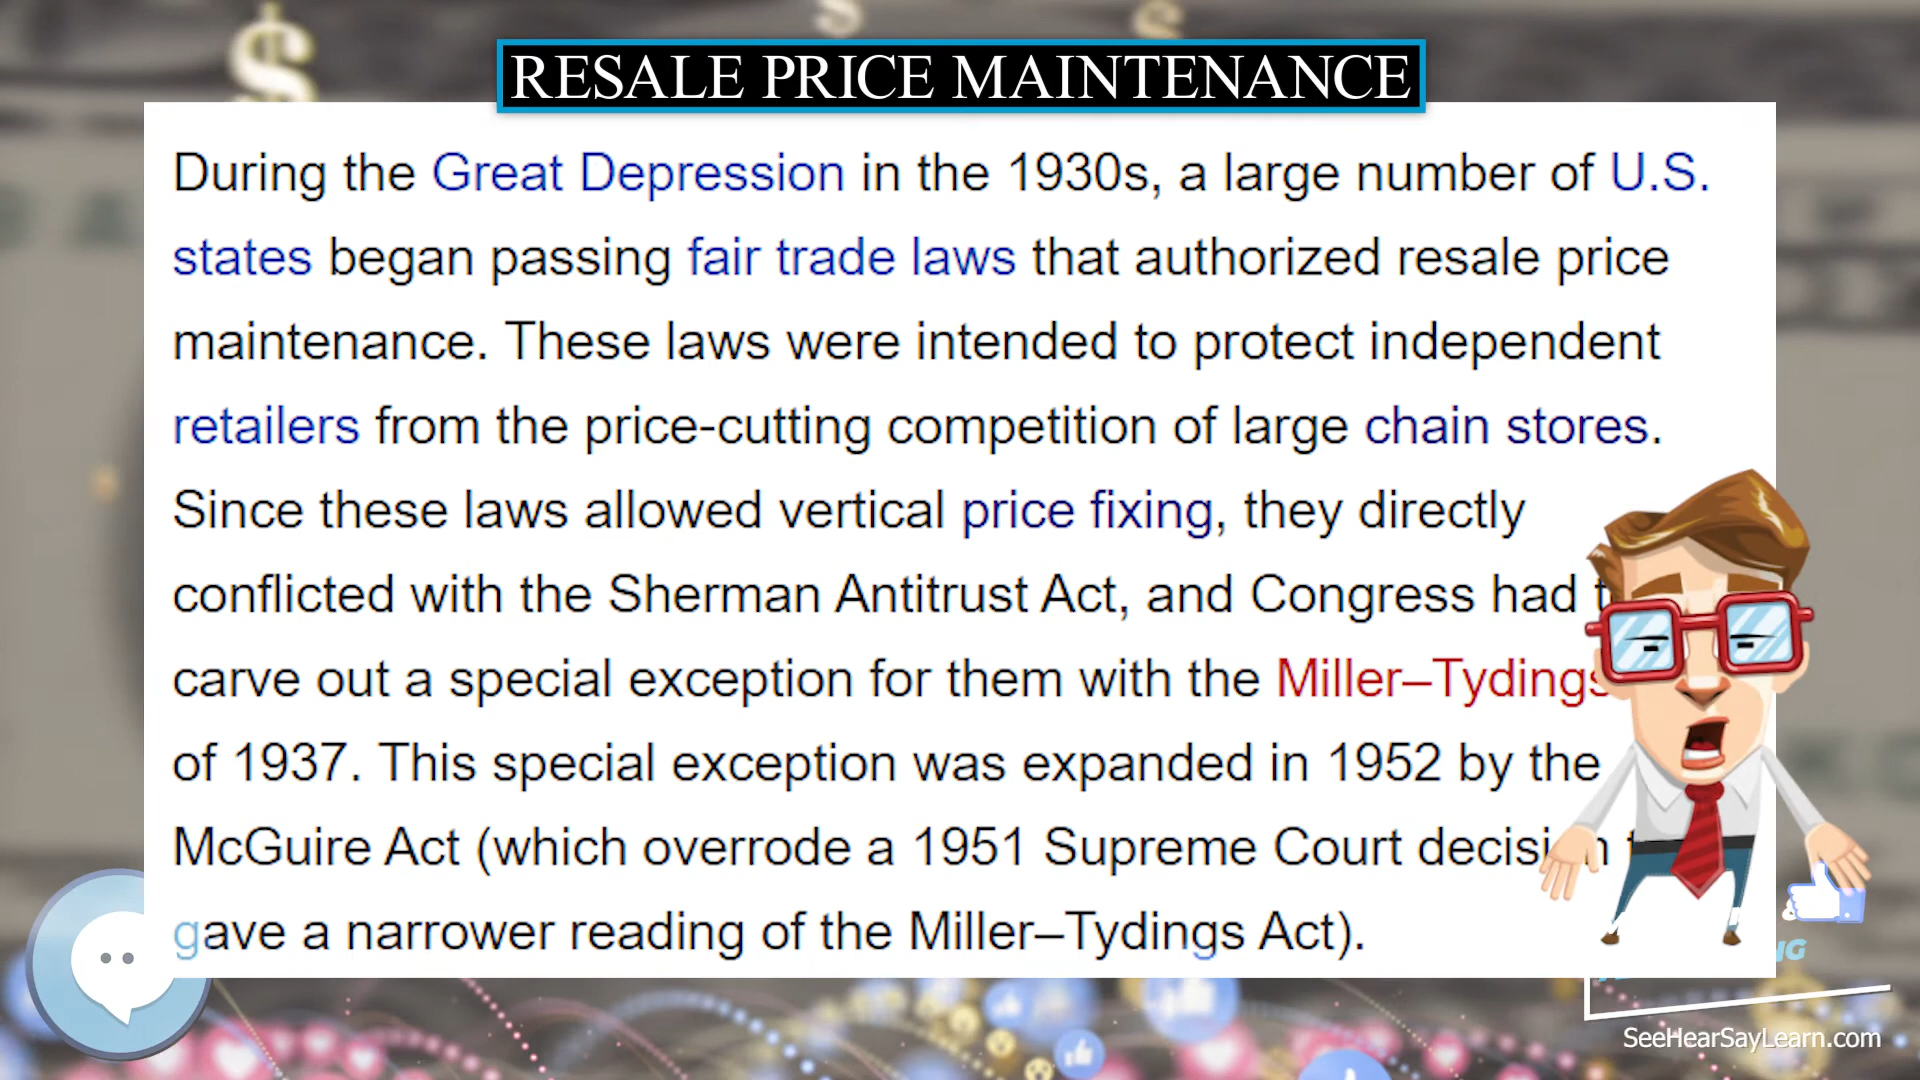 RESALE PRICE MAINTENANCE
During the Great Depression in the 1930s, a large number of U.S.
states began passing fair trade laws that authorized resale price
maintenance. These laws were intended to protect independent
retailers from the price-cutting competition of large chain stores.
Since these laws allowed vertical price fixing, they directly
conflicted with the Sherman Antitrust Act, and Congress had
carve out a special exception for them with the Miller–Tydings
of 1937. This special exception was expanded in 1952 by the
McGuire Act (which overrode a 1951 Supreme Court decision
gave a narrower reading of the Miller–Tydings Act).
SeeHearSayLearn.com